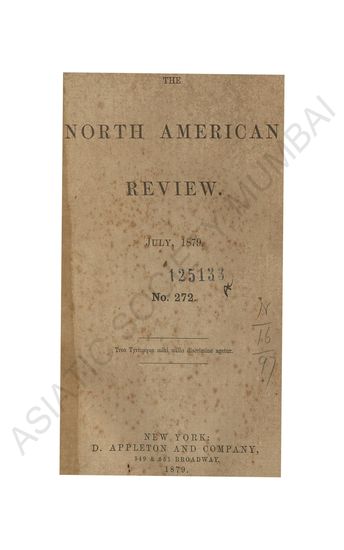 THE
NORTH AMERICAN
REVIEW.
JULY, 1879.
125133
No. 272.
Tros Tyriusque mihi nullo discrimine agetur.
NEW YORK:
D. APPLETON AND COMPANY,
549 & 551 BROADWAY.
1879.
ASIATIC SOCIETY MUMBAI